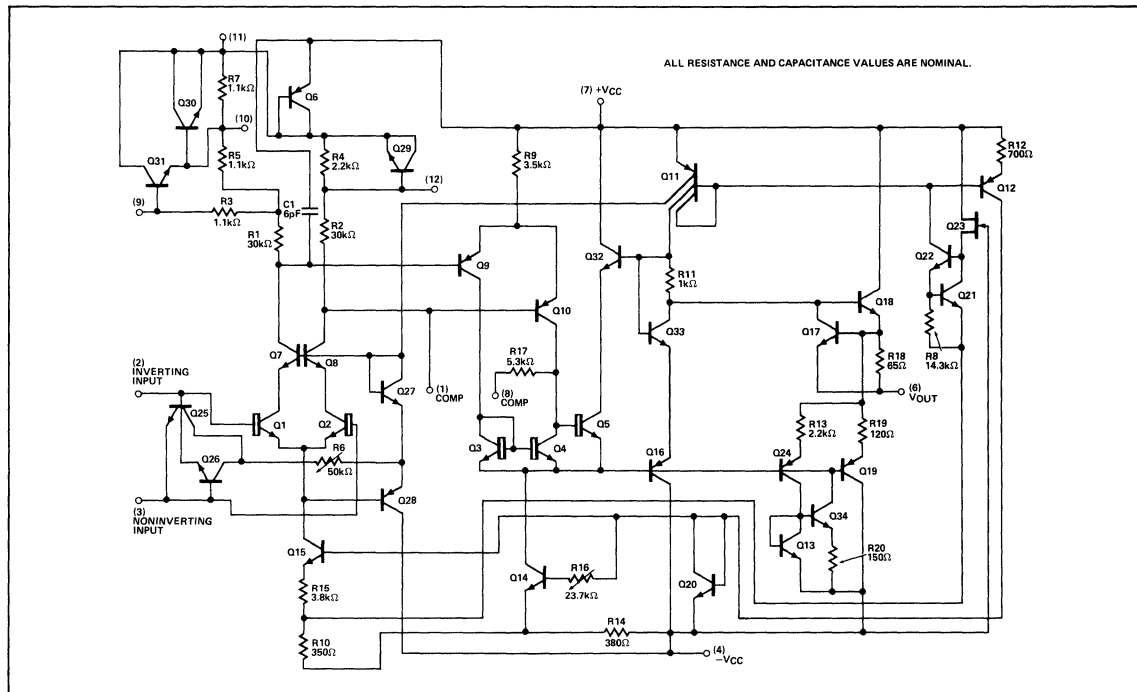 ALL RESISTANCE AND CAPACITANCE VALUES ARE NOMINAL.
(11)
R7
1.1kΩ
Q30
(10)
Q31
R5
1.1kΩ
(9)
R3
1.1kΩ
R1
30kΩ
Q6
R4
2.2kΩ
Q29
(12)
C1
6pF
R2
30kΩ
R9
3.5kΩ
(7) +VCC
Q11
R12
700Ω
Q12
Q23
Q22
Q21
R8
14.3kΩ
Q9
Q10
Q32
R11
1kΩ
Q33
Q18
Q17
R18
65Ω
(6)
VOUT
Q7
Q8
Q27
(1)
COMP
R17
5.3kΩ
(8)
COMP
(2)
INVERTING
INPUT
Q25
Q1
Q2
Q26
R6
50kΩ
Q28
(3)
NONINVERTING
INPUT
Q3
Q4
Q5
Q16
R13
2.2kΩ
R19
120Ω
Q24
Q19
Q34
Q13
R20
150Ω
Q15
R15
3.8kΩ
R10
350Ω
Q14
R16
23.7kΩ
Q20
R14
380Ω
(4)
−VCC